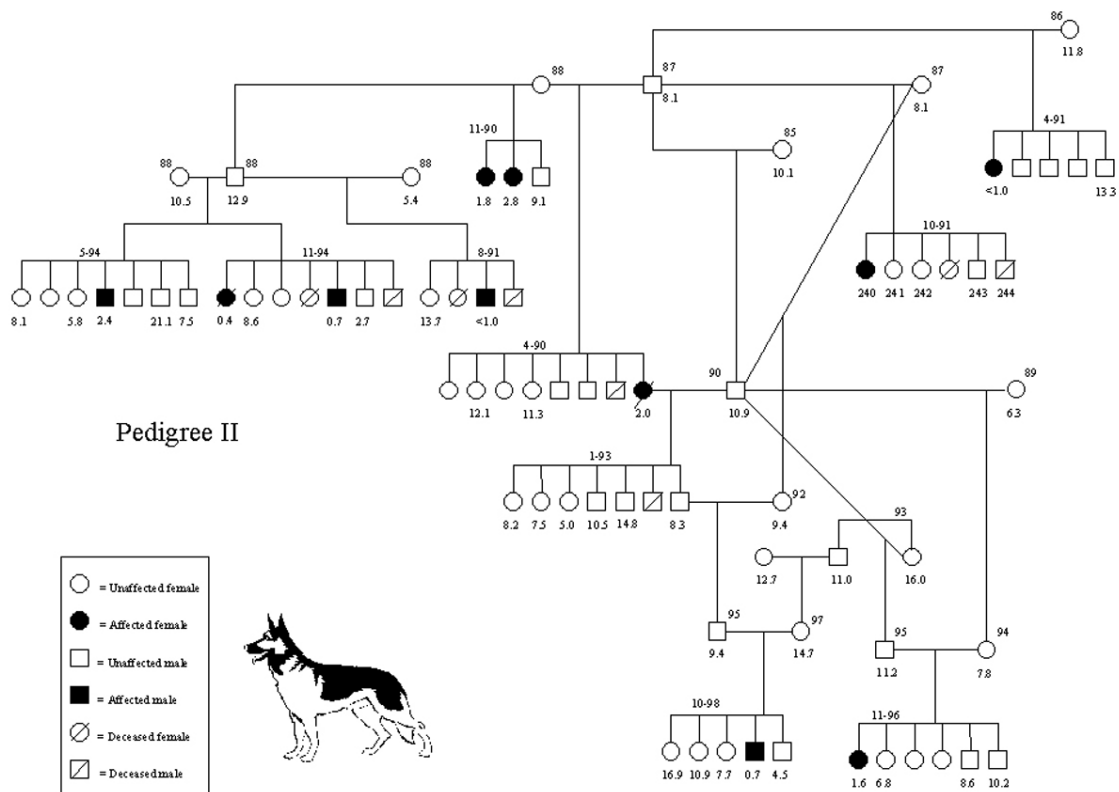 86
11.8
88
87
8.1
87
8.1
4-91
<1.0
13.3
11-90
1.8 2.8 9.1
85
10.1
88
10.5
88
12.9
88
5.4
10-91
240 241 242 243 244
5-94
8.1 5.8 2.4 21.1 7.5
11-94
0.4 8.6 0.7 2.7
8-91
13.7 <1.0
4-90
12.1 11.3 2.0
90
10.9
89
6.3
Pedigree II
1-93
8.2 7.5 5.0 10.5 14.8 8.3
92
9.4
93
12.7 11.0 16.0
95
9.4
97
14.7
95
11.2
94
7.8
10-98
16.9 10.9 7.7 0.7 4.5
11-96
1.6 6.8 8.6 10.2
= Unaffected female
= Affected female
= Unaffected male
= Affected male
= Deceased female
= Deceased male